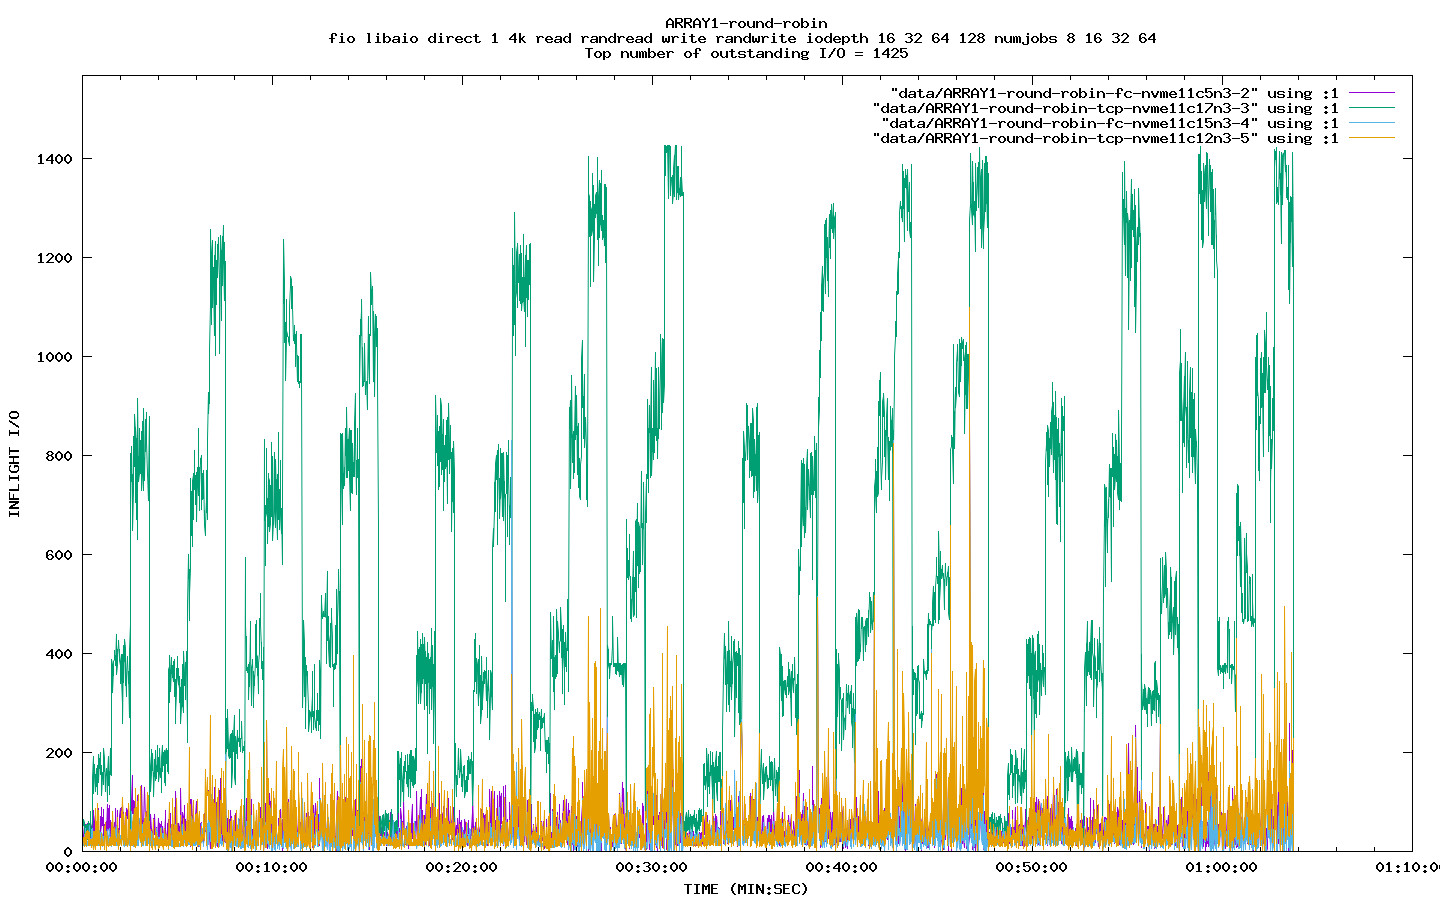 ARRAY1-round-robin
fio libaio direct 1 4k read randread write randwrite iodepth 16 32 64 128 numjobs 8 16 32 64
Top number of outstanding I/O = 1425
"data/ARRAY1-round-robin-fc-nvme11c5n3-2" using :1
"data/ARRAY1-round-robin-tcp-nvme11c17n3-3" using :1
"data/ARRAY1-round-robin-fc-nvme11c15n3-4" using :1
"data/ARRAY1-round-robin-tcp-nvme11c12n3-5" using :1
1400
1200
1000
800
600
400
200
0
INFLIGHT I/O
00:00:00 00:10:00 00:20:00 00:30:00 00:40:00 00:50:00 01:00:00 01:10:0
TIME (MIN:SEC)